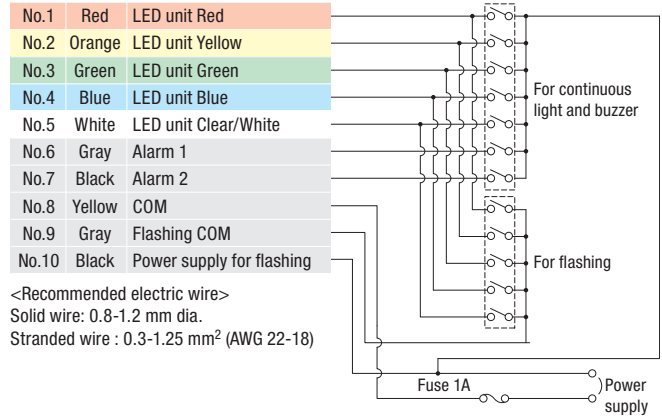 No.1 Red LED unit Red
No.2 Orange LED unit Yellow
No.3 Green LED unit Green
No.4 Blue LED unit Blue
No.5 White LED unit Clear/White
No.6 Gray Alarm 1
No.7 Black Alarm 2
No.8 Yellow COM
No.9 Gray Flashing COM
No.10 Black Power supply for flashing
For continuous
light and buzzer
For flashing
<Recommended electric wire>
Solid wire: 0.8-1.2 mm dia.
Stranded wire : 0.3-1.25 mm² (AWG 22-18)
Fuse 1A
Power
supply